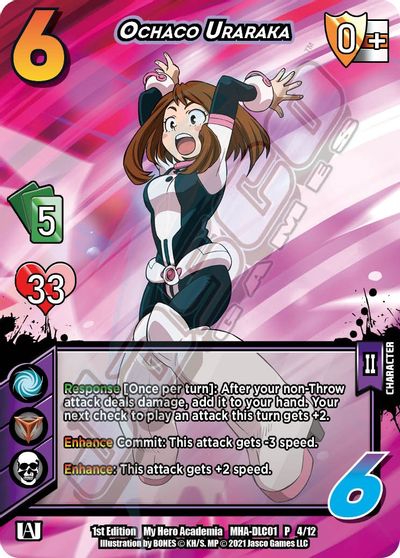 6
OCHACO URARAKA
0 +
5
33
CHARACTER
II
Response [Once per turn]: After your non-Throw
attack deals damage, add it to your hand. Your
next check to play an attack this turn gets +2.
Enhance Commit: This attack gets -3 speed.
Enhance: This attack gets +2 speed.
6
UA
1st Edition My Hero Academia MHA-DLC01 P 4/12
Illustration by BONES © KH/S. MP © 2021 Jasco Games LLC